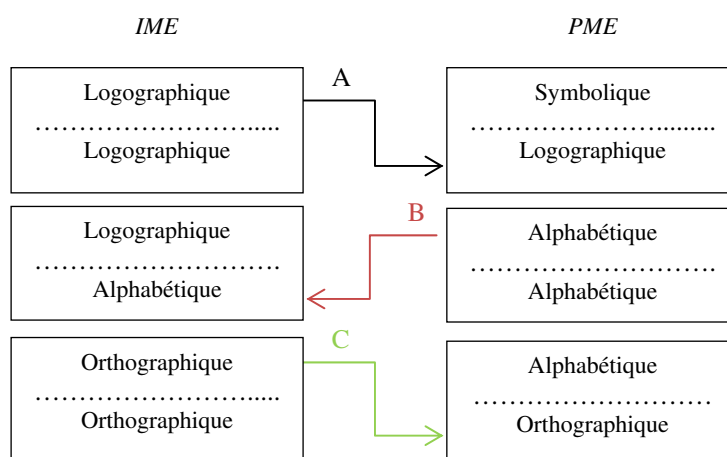 IME
PME
Logographique
……………………….....
Logographique
A
Symbolique
…………………….........
Logographique
Logographique
………………………….
Alphabétique
B
Alphabétique
………………………….
Alphabétique
Orthographique
……………………….....
Orthographique
C
Alphabétique
…………………………
Orthographique